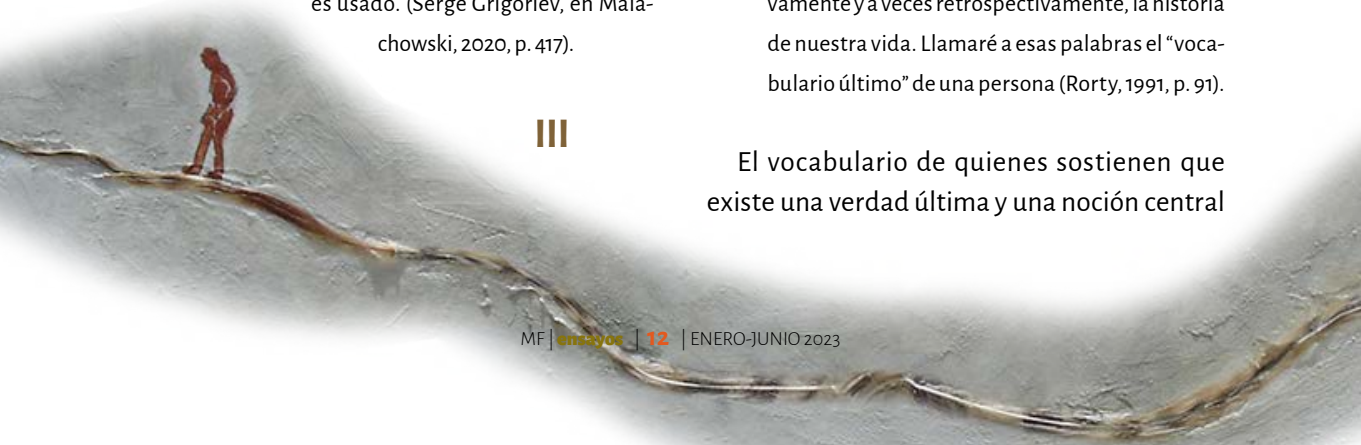 es usado. (Serge Grigoriev, en Mala-
chowski, 2020, p. 417).
III
vamente y a veces retrospectivamente, la historia
de nuestra vida. Llamaré a esas palabras el “voca-
bulario último” de una persona (Rorty, 1991, p. 91).
El vocabulario de quienes sostienen que
existe una verdad última y una noción central
MF | ensayos | 12 | ENERO-JUNIO 2023